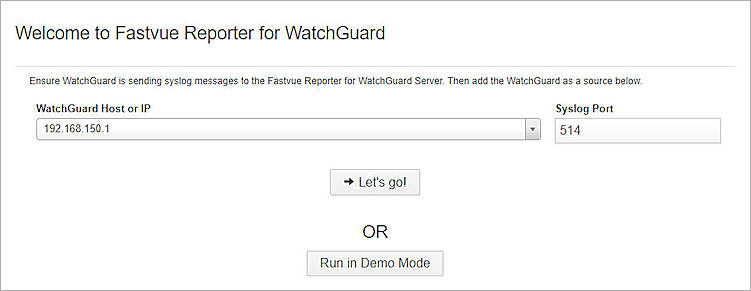 Welcome to Fastvue Reporter for WatchGuard
Ensure WatchGuard is sending syslog messages to the Fastvue Reporter for WatchGuard Server. Then add the WatchGuard as a source below.
WatchGuard Host or IP Syslog Port
192.168.150.1 514
➔ Let's go!
OR
Run in Demo Mode